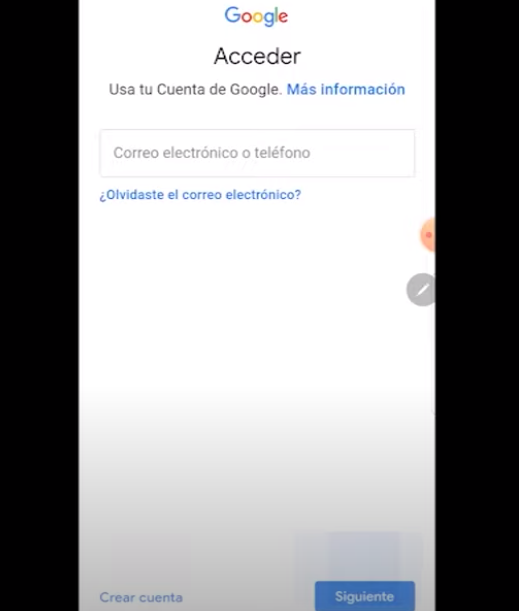 Google
Acceder
Usa tu Cuenta de Google. Más información
Correo electrónico o teléfono
¿Olvidaste el correo electrónico?
Crear cuenta
Siguiente